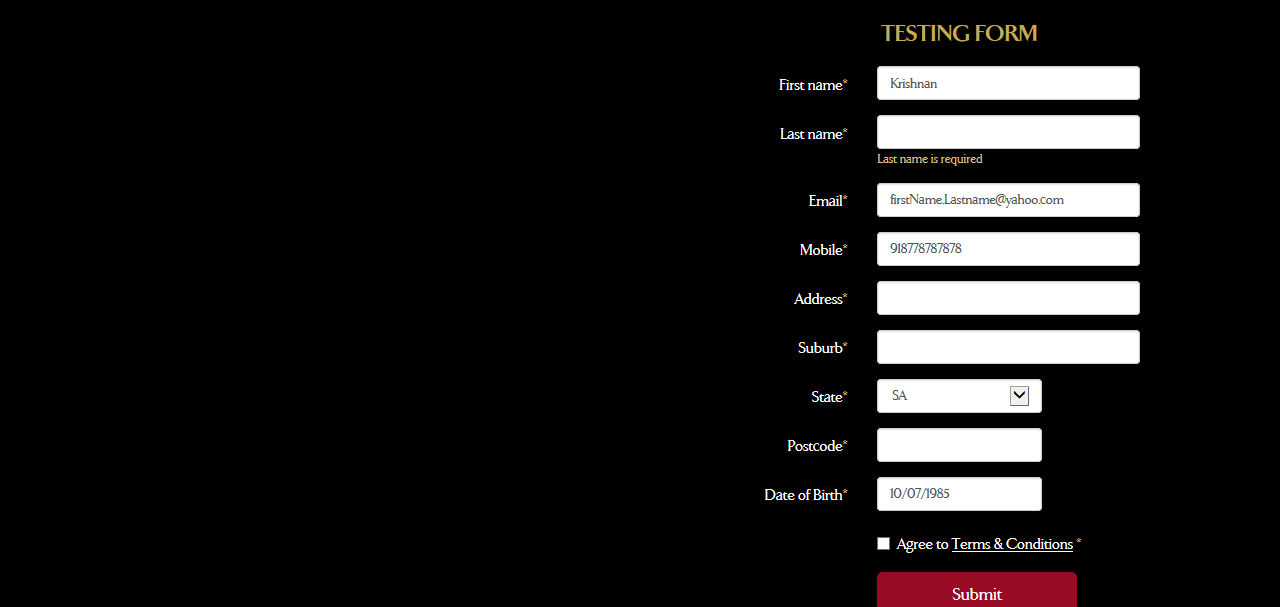 TESTING FORM
First name* Krishnan
Last name*
Last name is required
Email* firstName.Lastname@yahoo.com
Mobile* 918778787878
Address*
Suburb*
State* SA
Postcode*
Date of Birth* 10/07/1985
Agree to Terms & Conditions *
Submit